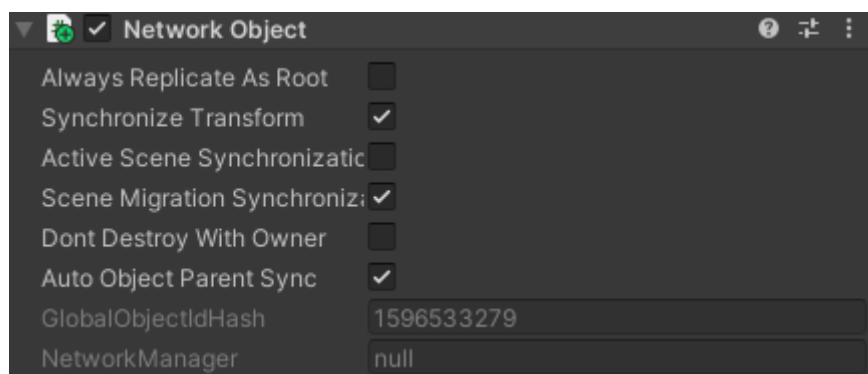 Network Object
Always Replicate As Root
Synchronize Transform
Active Scene Synchronizatic
Scene Migration Synchroniza
Dont Destroy With Owner
Auto Object Parent Sync
GlobalObjectIdHash 1596533279
NetworkManager null